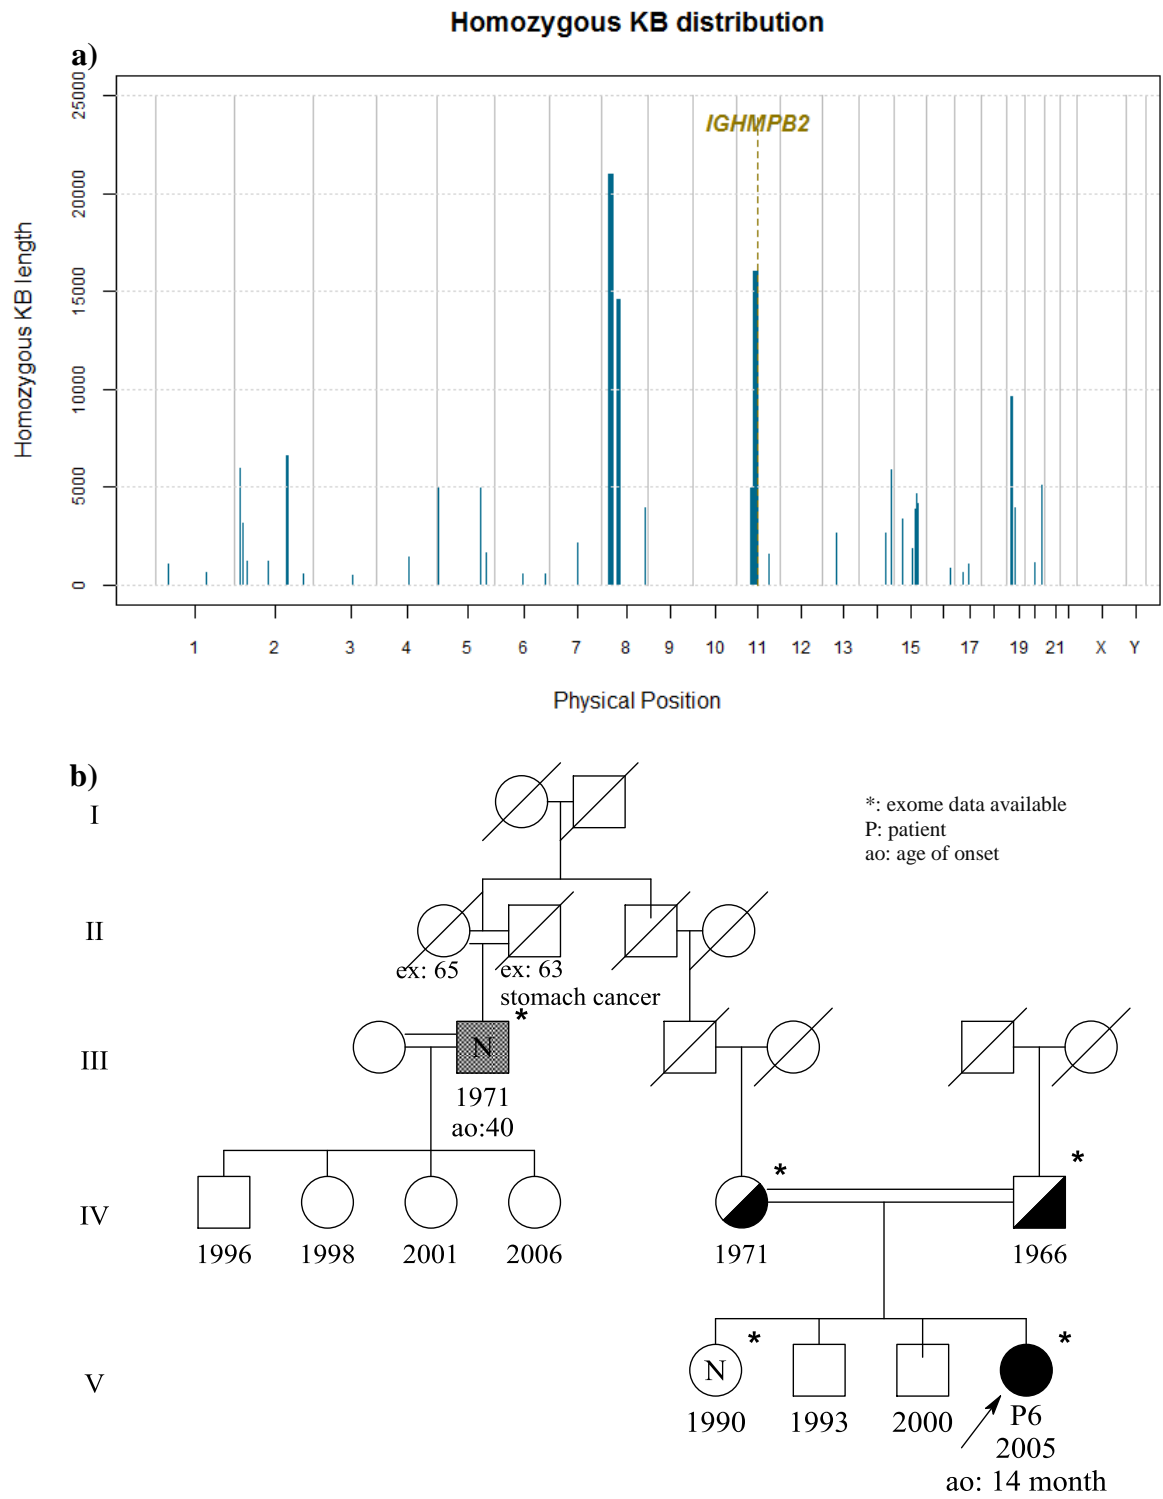 Homozygous KB distribution
a)
IGHMPB2
25000
20000
15000
10000
5000
0
Homozygous KB length
1 2 3 4 5 6 7 8 9 10 11 12 13 15 17 19 21 X Y
Physical Position
b)
I
*: exome data available
P: patient
ao: age of onset
II
ex: 65
ex: 63
stomach cancer
*
III
N
1971
ao:40
* *
IV
1996 1998 2001 2006 1971 1966
* *
V
N
1990 1993 2000 P6
2005
ao: 14 month